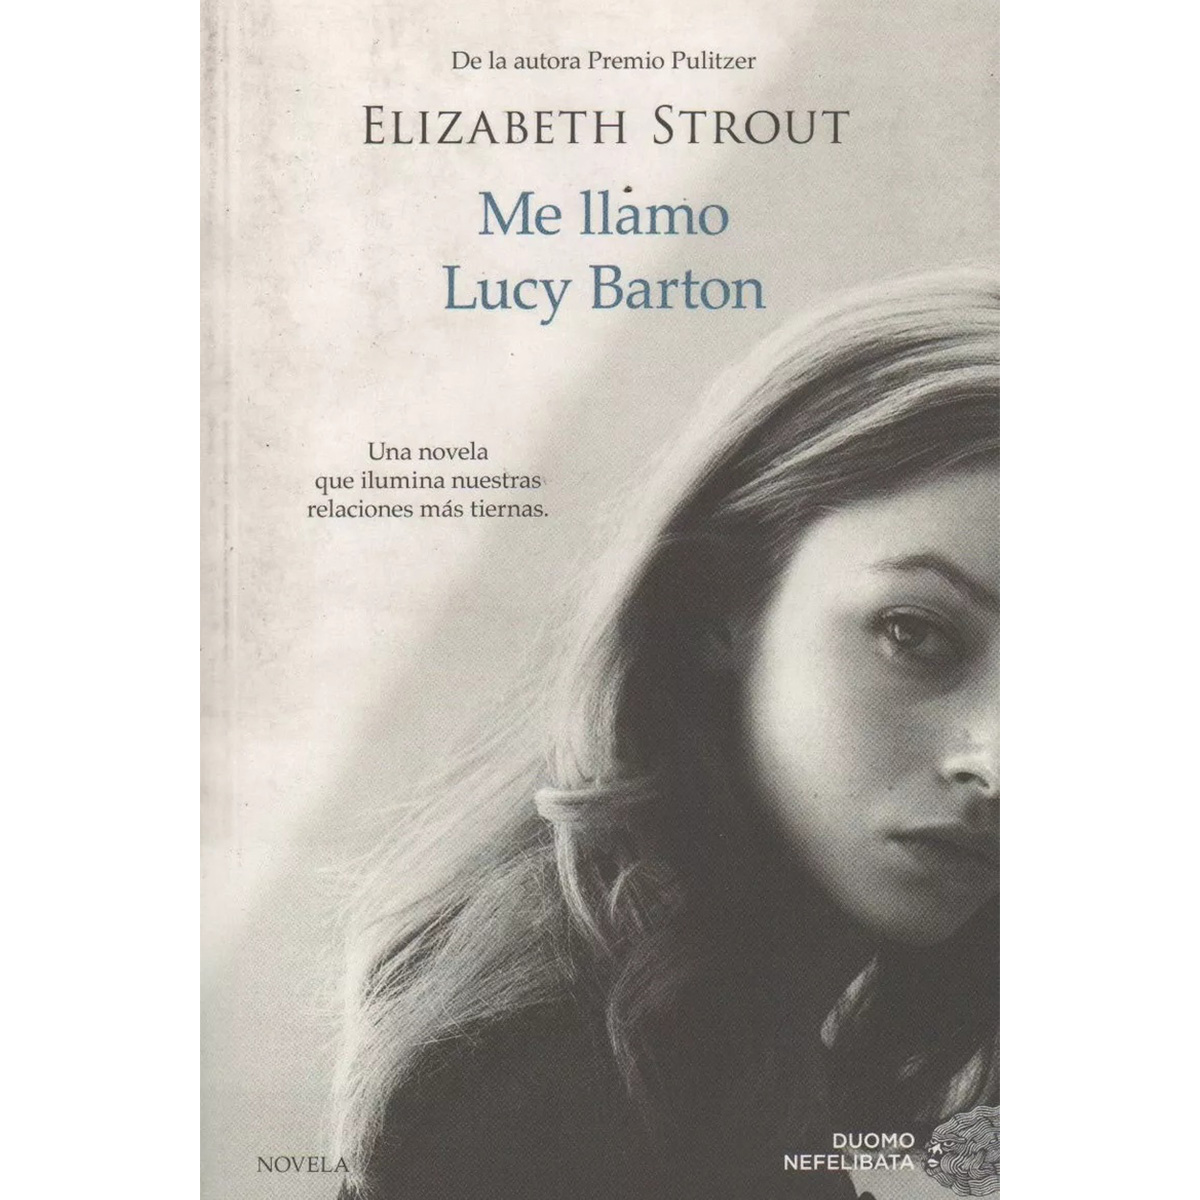 De la autora Premio Pulitzer
ELIZABETH STROUT
Me llamo
Lucy Barton
Una novela
que ilumina nuestras
relaciones más tiernas.
NOVELA
DUOMO
NEFELIBATA